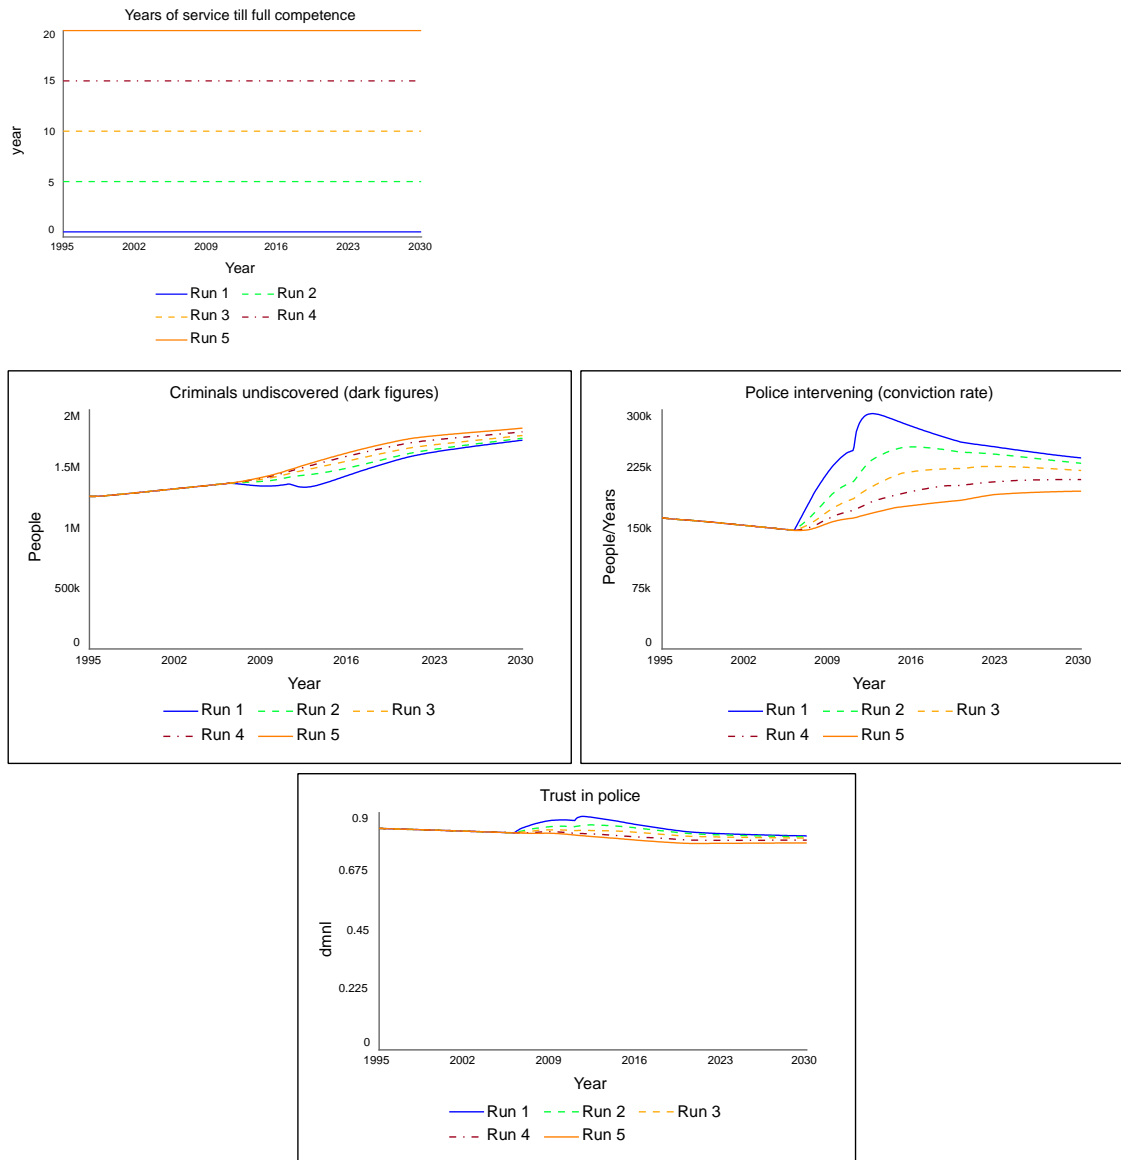 Years of service till full competence
20
15
10
5
0
year
1995 2002 2009 2016 2023 2030
Year
Run 1 Run 2
Run 3 Run 4
Run 5
Criminals undiscovered (dark figures)
2M
1.5M
1M
500k
0
People
1995 2002 2009 2016 2023 2030
Year
Run 1 Run 2 Run 3
Run 4 Run 5
Police intervening (conviction rate)
300k
225k
150k
75k
0
People/Years
1995 2002 2009 2016 2023 2030
Year
Run 1 Run 2 Run 3
Run 4 Run 5
Trust in police
0.9
0.675
0.45
0.225
0
dmnl
1995 2002 2009 2016 2023 2030
Year
Run 1 Run 2 Run 3
Run 4 Run 5